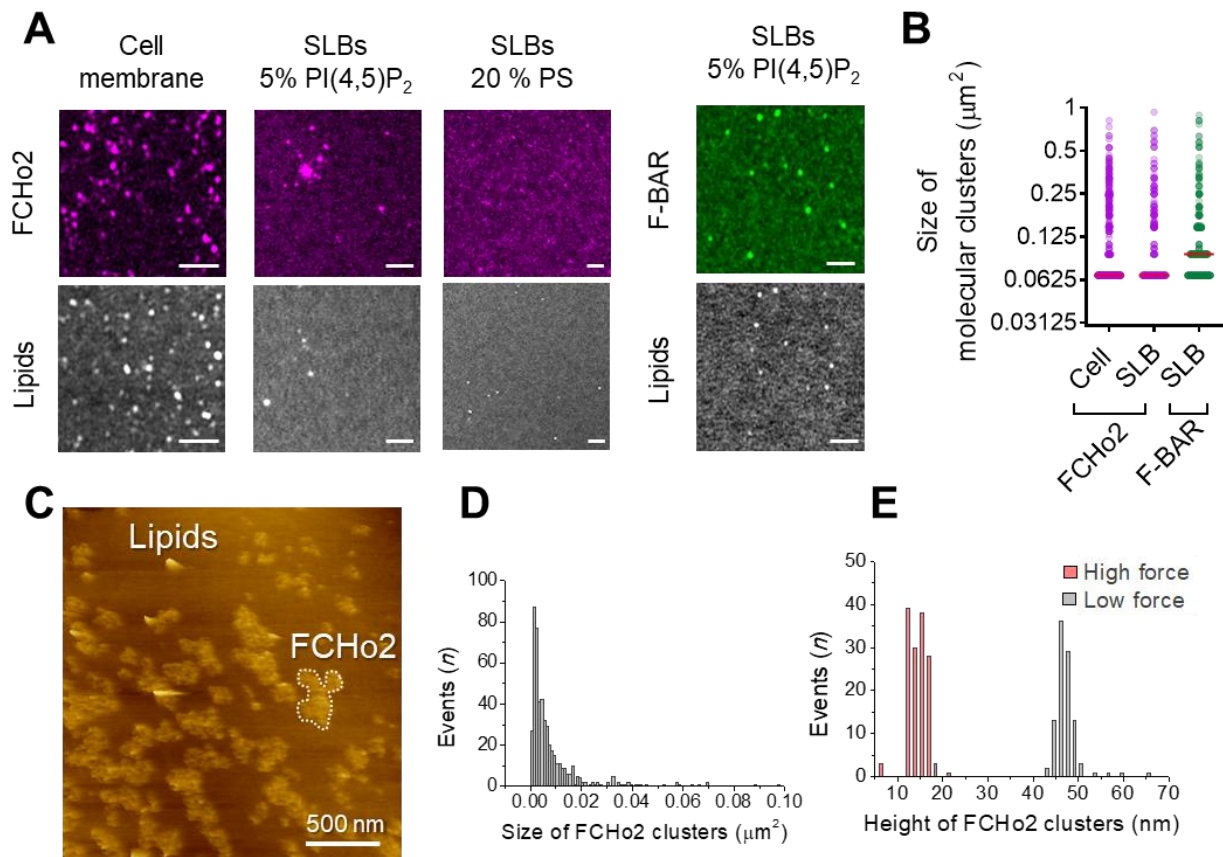 A
Cell
membrane
SLBs
5% PI(4,5)P₂
SLBs
20 % PS
SLBs
5% PI(4,5)P₂
FCHo2
Lipids
F-BAR
Lipids
B
Size of
molecular clusters (μm²)
1
0.5
0.25
0.125
0.0625
0.03125
Cell
SLB
SLB
FCHo2
F-BAR
C
Lipids
FCHo2
500 nm
D
Events (n)
100
80
60
40
20
0
0.00 0.02 0.04 0.06 0.08 0.10
Size of FCHo2 clusters (μm²)
E
High force
Low force
Events (n)
50
40
30
20
10
0
10 20 30 40 50 60 70
Height of FCHo2 clusters (nm)